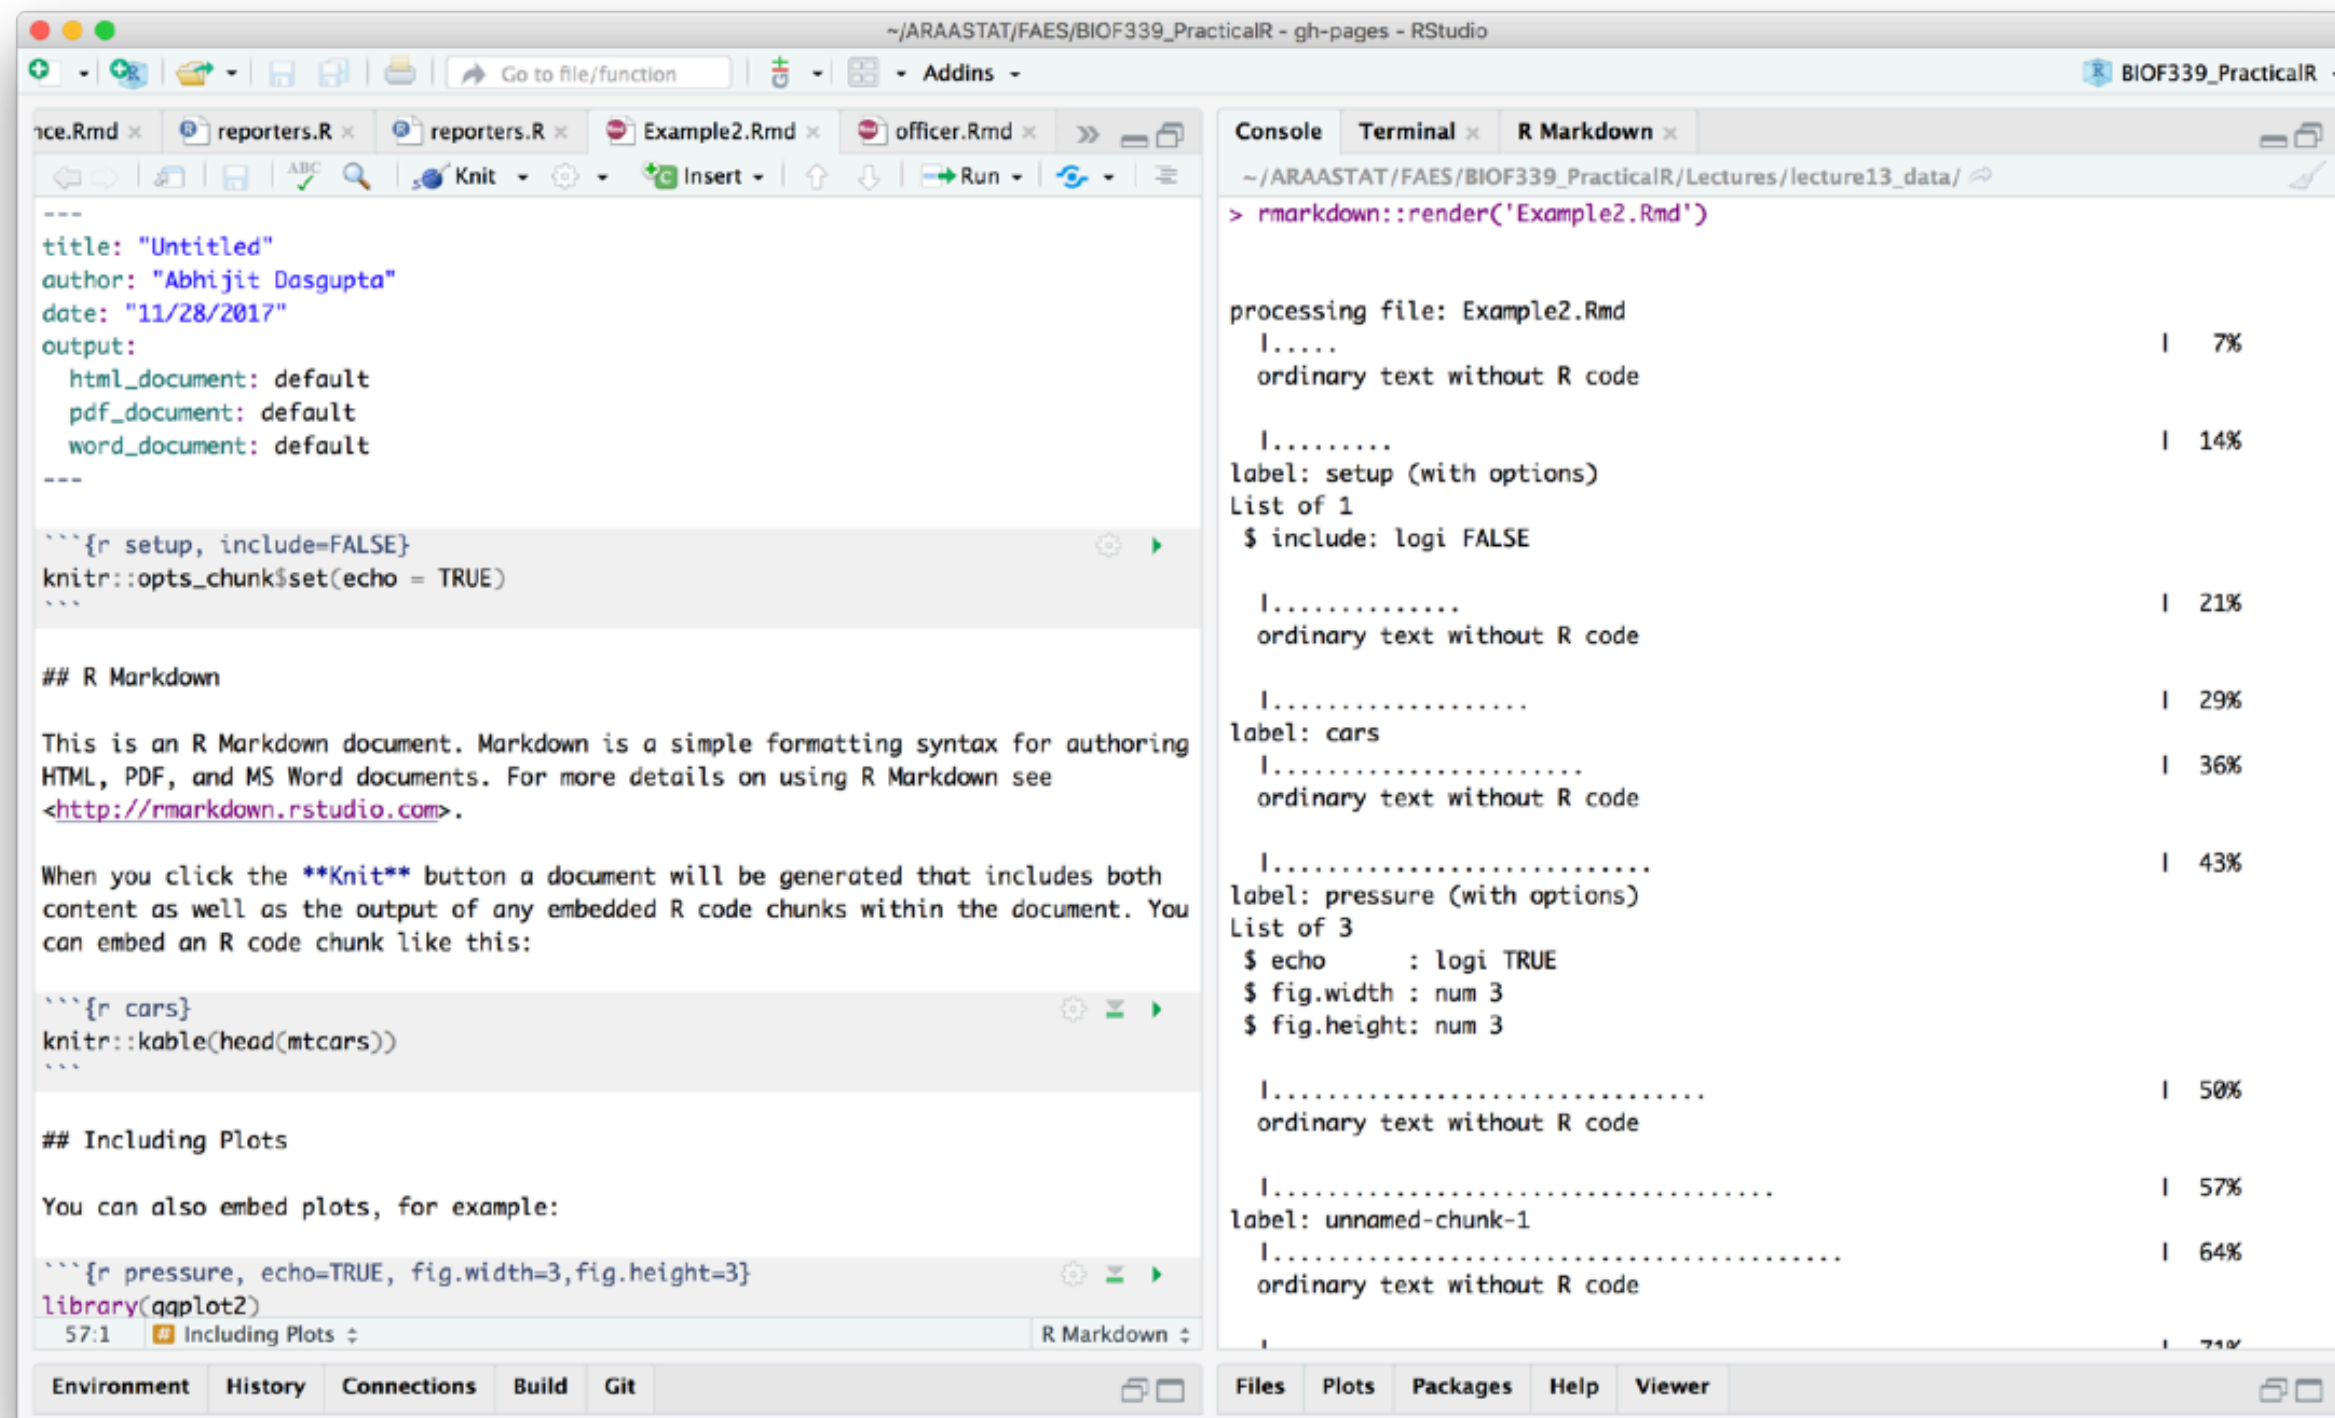 ~/ARAASTAT/FAES/BIOF339_PracticalR - gh-pages - RStudio
Go to file/function
Addins
BIOF339_PracticalR
nce.Rmd
reporters.R
reporters.R
Example2.Rmd
officer.Rmd
ABC
Knit
Insert
Run
---
title: "Untitled"
author: "Abhijit Dasgupta"
date: "11/28/2017"
output:
  html_document: default
  pdf_document: default
  word_document: default
---
```{r setup, include=FALSE}
knitr::opts_chunk$set(echo = TRUE)
```
## R Markdown
This is an R Markdown document. Markdown is a simple formatting syntax for authoring
HTML, PDF, and MS Word documents. For more details on using R Markdown see
<http://rmarkdown.rstudio.com>.
When you click the **Knit** button a document will be generated that includes both
content as well as the output of any embedded R code chunks within the document. You
can embed an R code chunk like this:
```{r cars}
knitr::kable(head(mtcars))
```
## Including Plots
You can also embed plots, for example:
```{r pressure, echo=TRUE, fig.width=3,fig.height=3}
library(ggplot2)
57:1 # Including Plots R Markdown
Console Terminal R Markdown
~/ARAASTAT/FAES/BIOF339_PracticalR/Lectures/lecture13_data/
> rmarkdown::render('Example2.Rmd')
processing file: Example2.Rmd
  |..... | 7%
  ordinary text without R code
  |......... | 14%
label: setup (with options)
List of 1
 $ include: logi FALSE
  |.............. | 21%
  ordinary text without R code
  |................... | 29%
label: cars
  |....................... | 36%
  ordinary text without R code
  |............................ | 43%
label: pressure (with options)
List of 3
 $ echo      : logi TRUE
 $ fig.width : num 3
 $ fig.height: num 3
  |................................ | 50%
  ordinary text without R code
  |..................................... | 57%
label: unnamed-chunk-1
  |.......................................... | 64%
  ordinary text without R code
  | | 71%
Environment History Connections Build Git
Files Plots Packages Help Viewer